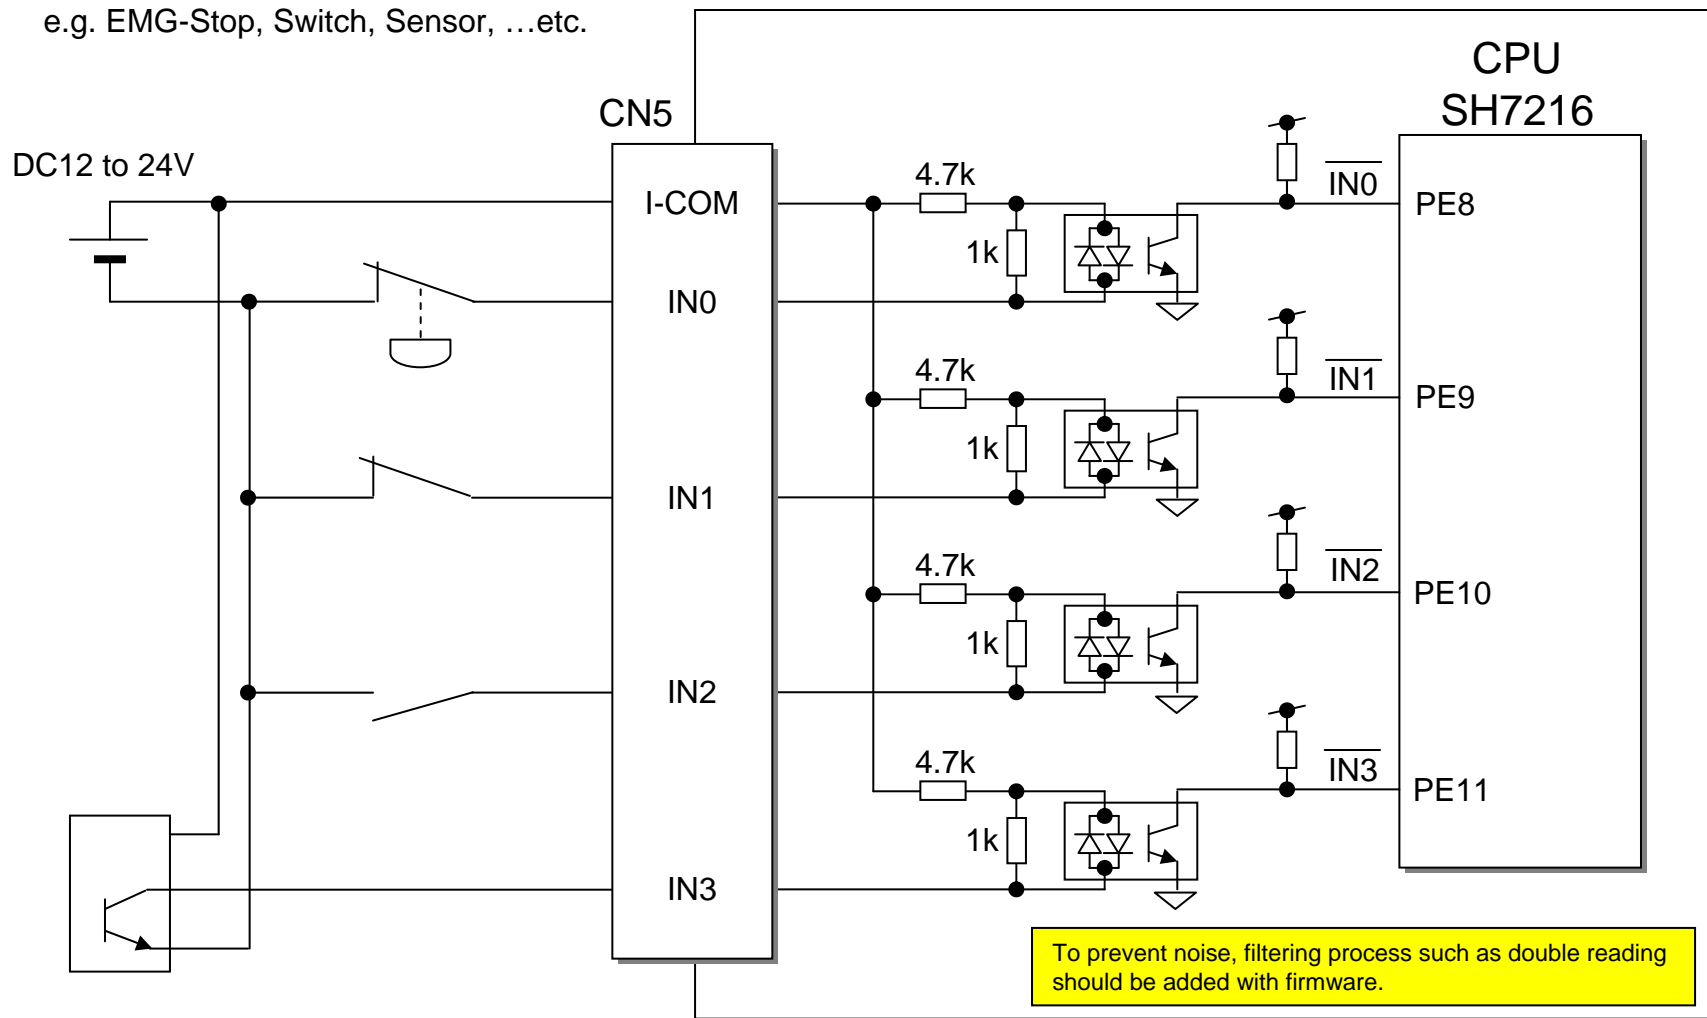 e.g. EMG-Stop, Switch, Sensor, …etc.
CPU
SH7216
CN5
DC12 to 24V
I-COM
4.7k
1k
IN0
PE8
IN0
4.7k
1k
IN1
PE9
IN1
4.7k
1k
IN2
PE10
IN2
4.7k
1k
IN3
PE11
IN3
To prevent noise, filtering process such as double reading
should be added with firmware.